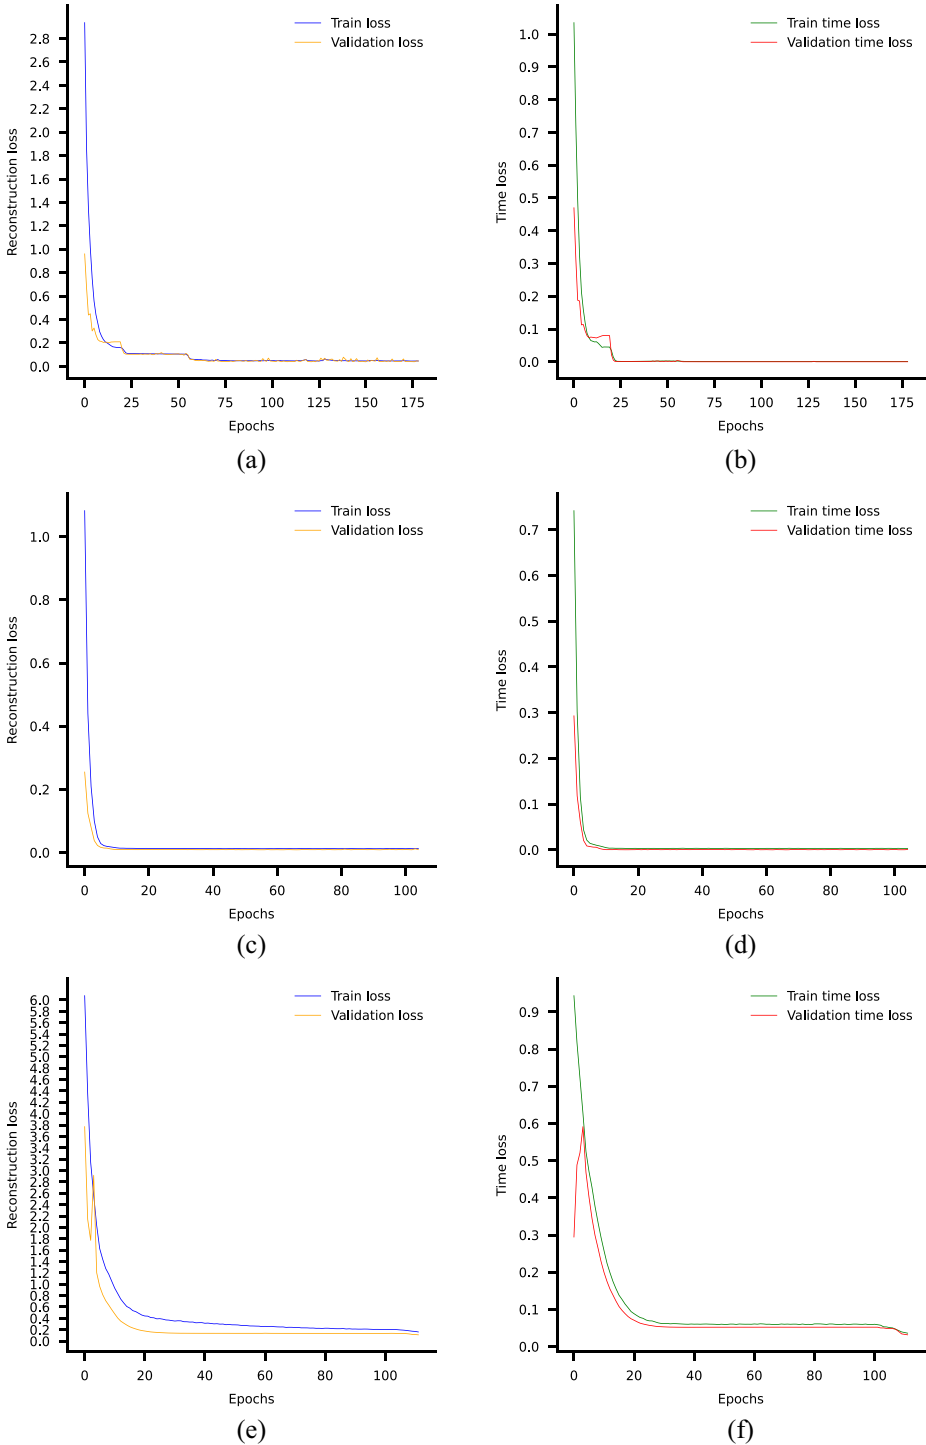 Train loss
Validation loss
2.8
2.6
2.4
2.2
2.0
1.8
1.6
1.4
1.2
1.0
0.8
0.6
0.4
0.2
0.0
Reconstruction loss
0 25 50 75 100 125 150 175
Epochs
(a)
Train time loss
Validation time loss
1.0
0.9
0.8
0.7
0.6
0.5
0.4
0.3
0.2
0.1
0.0
Time loss
0 25 50 75 100 125 150 175
Epochs
(b)
Train loss
Validation loss
1.0
0.8
0.6
0.4
0.2
0.0
Reconstruction loss
0 20 40 60 80 100
Epochs
(c)
Train time loss
Validation time loss
0.7
0.6
0.5
0.4
0.3
0.2
0.1
0.0
Time loss
0 20 40 60 80 100
Epochs
(d)
Train loss
Validation loss
6.0
5.8
5.6
5.4
5.2
5.0
4.8
4.6
4.4
4.2
4.0
3.8
3.6
3.4
3.2
3.0
2.8
2.6
2.4
2.2
2.0
1.8
1.6
1.4
1.2
1.0
0.8
0.6
0.4
0.2
0.0
Reconstruction loss
0 20 40 60 80 100
Epochs
(e)
Train time loss
Validation time loss
0.9
0.8
0.7
0.6
0.5
0.4
0.3
0.2
0.1
0.0
Time loss
0 20 40 60 80 100
Epochs
(f)